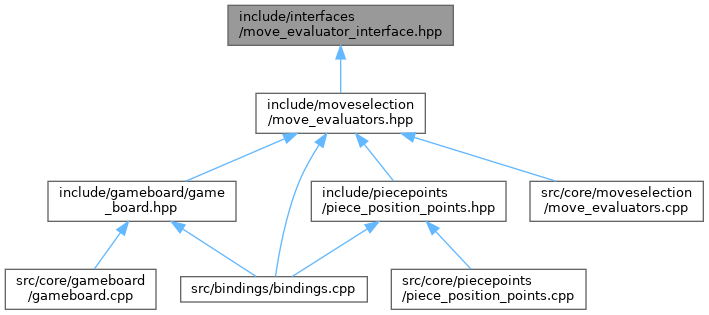 include/interfaces
/move_evaluator_interface.hpp
include/moveselection
/move_evaluators.hpp
include/gameboard/game
_board.hpp
include/piecepoints
/piece_position_points.hpp
src/core/moveselection
/move_evaluators.cpp
src/core/gameboard
/gameboard.cpp
src/bindings/bindings.cpp
src/core/piecepoints
/piece_position_points.cpp